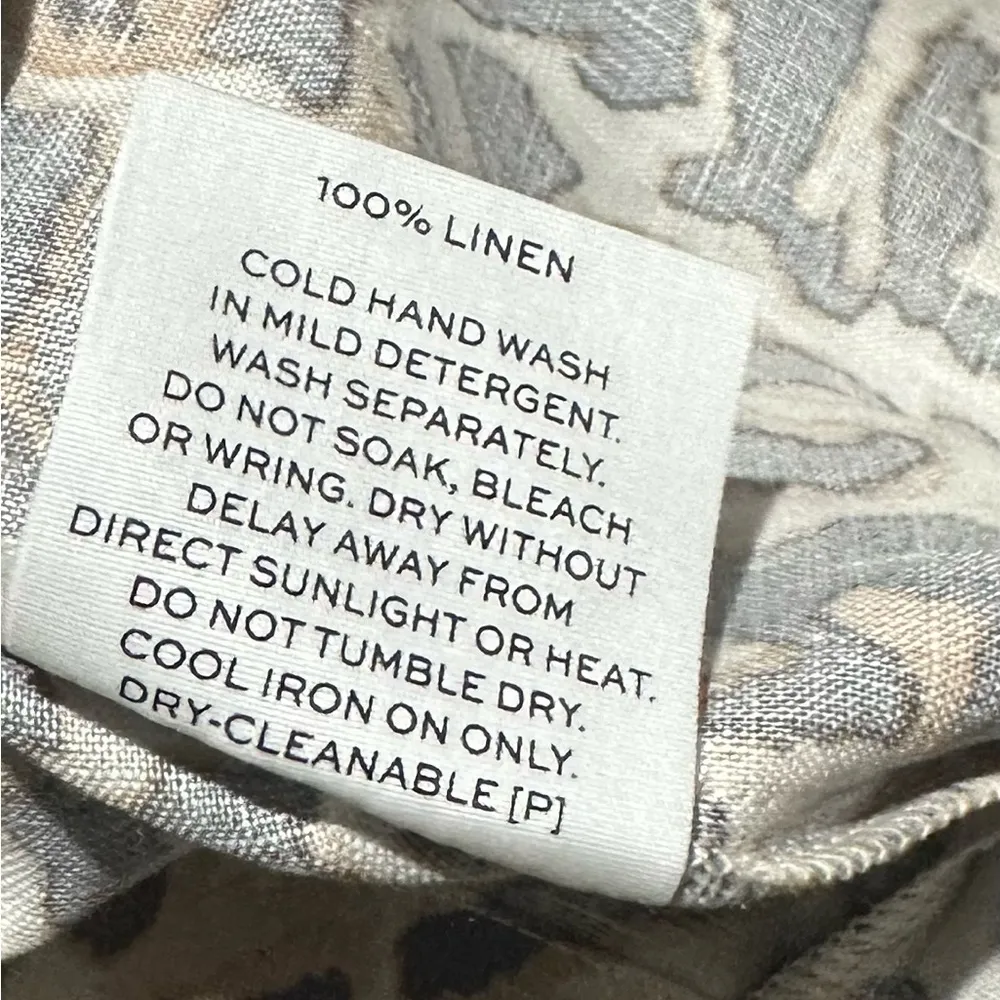 100% LINEN
COLD HAND WASH
IN MILD DETERGENT.
WASH SEPARATELY.
DO NOT SOAK, BLEACH
OR WRING. DRY WITHOUT
DELAY AWAY FROM
DIRECT SUNLIGHT OR HEAT.
DO NOT TUMBLE DRY.
COOL IRON ON ONLY.
DRY-CLEANABLE [P]